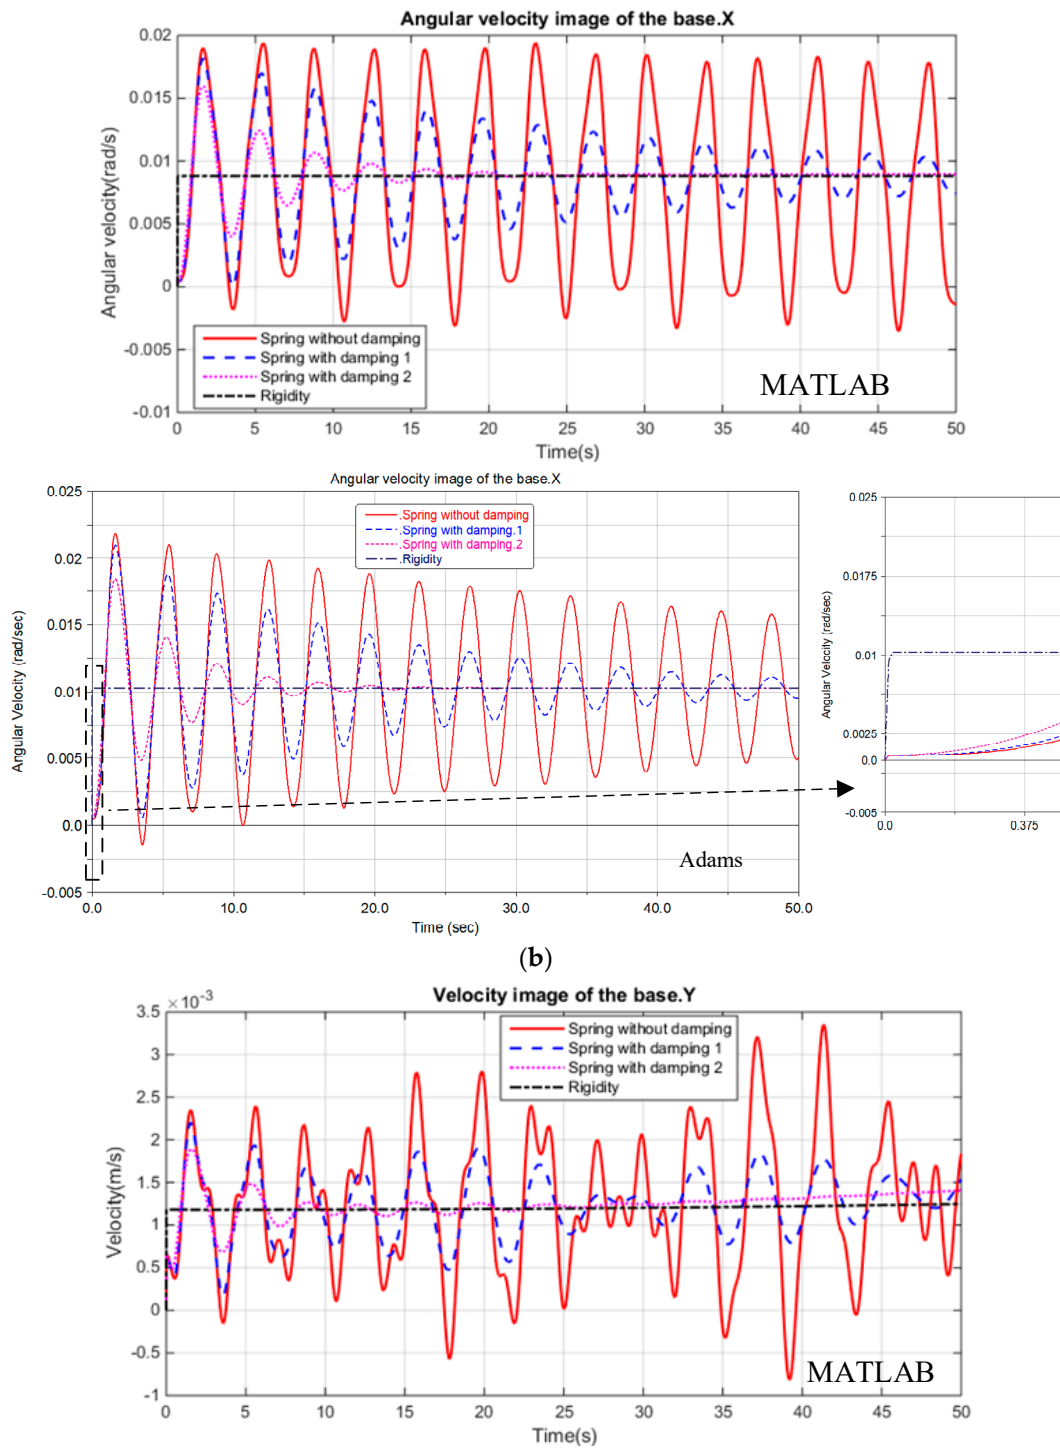 Angular velocity image of the base.X
0.02
0.015
0.01
0.005
0
-0.005
-0.01
Angular velocity(rad/s)
Spring without damping
Spring with damping 1
Spring with damping 2
Rigidity
MATLAB
0 5 10 15 20 25 30 35 40 45 50
Time(s)
Angular velocity image of the base.X
0.025
0.02
0.015
0.01
0.005
0.0
-0.005
Angular Velocity (rad/sec)
.Spring without damping
.Spring with damping.1
.Spring with damping.2
.Rigidity
Adams
0.0 10.0 20.0 30.0 40.0 50.0
Time (sec)
0.025
0.0175
0.01
0.0025
0.0
-0.005
Angular Velocity (rad/sec)
0.0 0.375
(b)
Velocity image of the base.Y
×10-3
3.5
3
2.5
2
1.5
1
0.5
0
-0.5
-1
Velocity(m/s)
Spring without damping
Spring with damping 1
Spring with damping 2
Rigidity
MATLAB
0 5 10 15 20 25 30 35 40 45 50
Time(s)